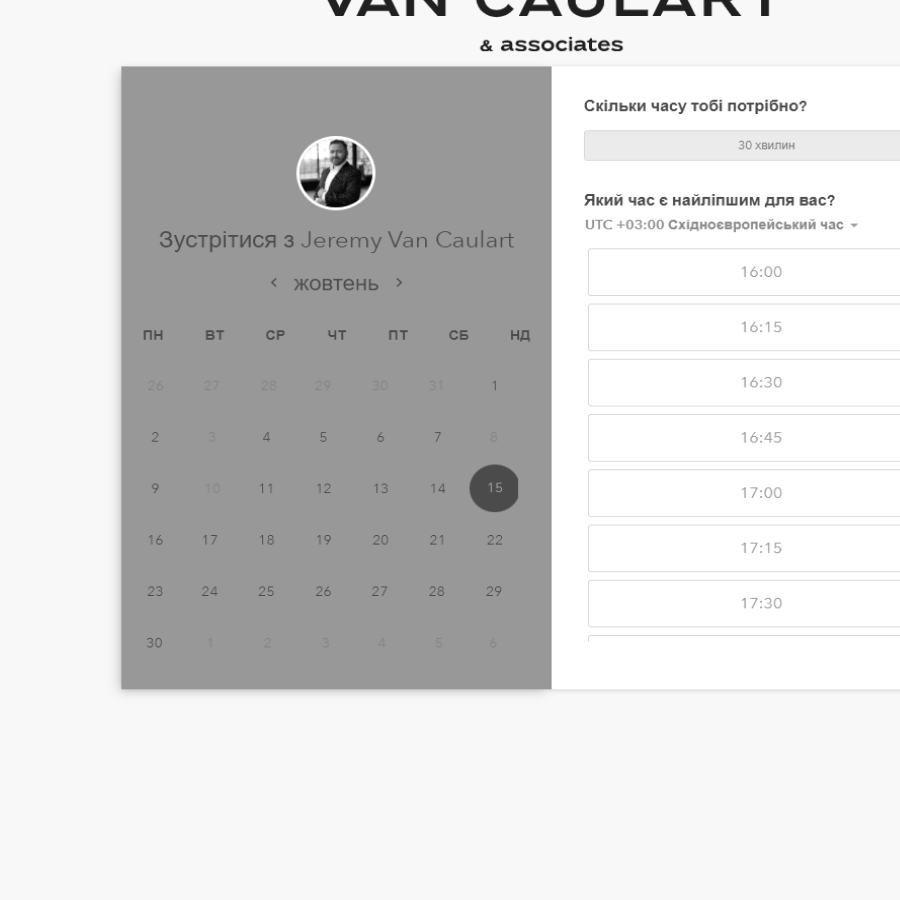 VAN CAULART
& associates
Зустрітися з Jeremy Van Caulart
‹ жовтень ›
ПН ВТ СР ЧТ ПТ СБ НД
26 27 28 29 30 31 1
2 3 4 5 6 7 8
9 10 11 12 13 14 15
16 17 18 19 20 21 22
23 24 25 26 27 28 29
30 1 2 3 4 5 6
Скільки часу тобі потрібно?
30 хвилин
Який час є найліпшим для вас?
UTC +03:00 Східноєвропейський час
16:00
16:15
16:30
16:45
17:00
17:15
17:30